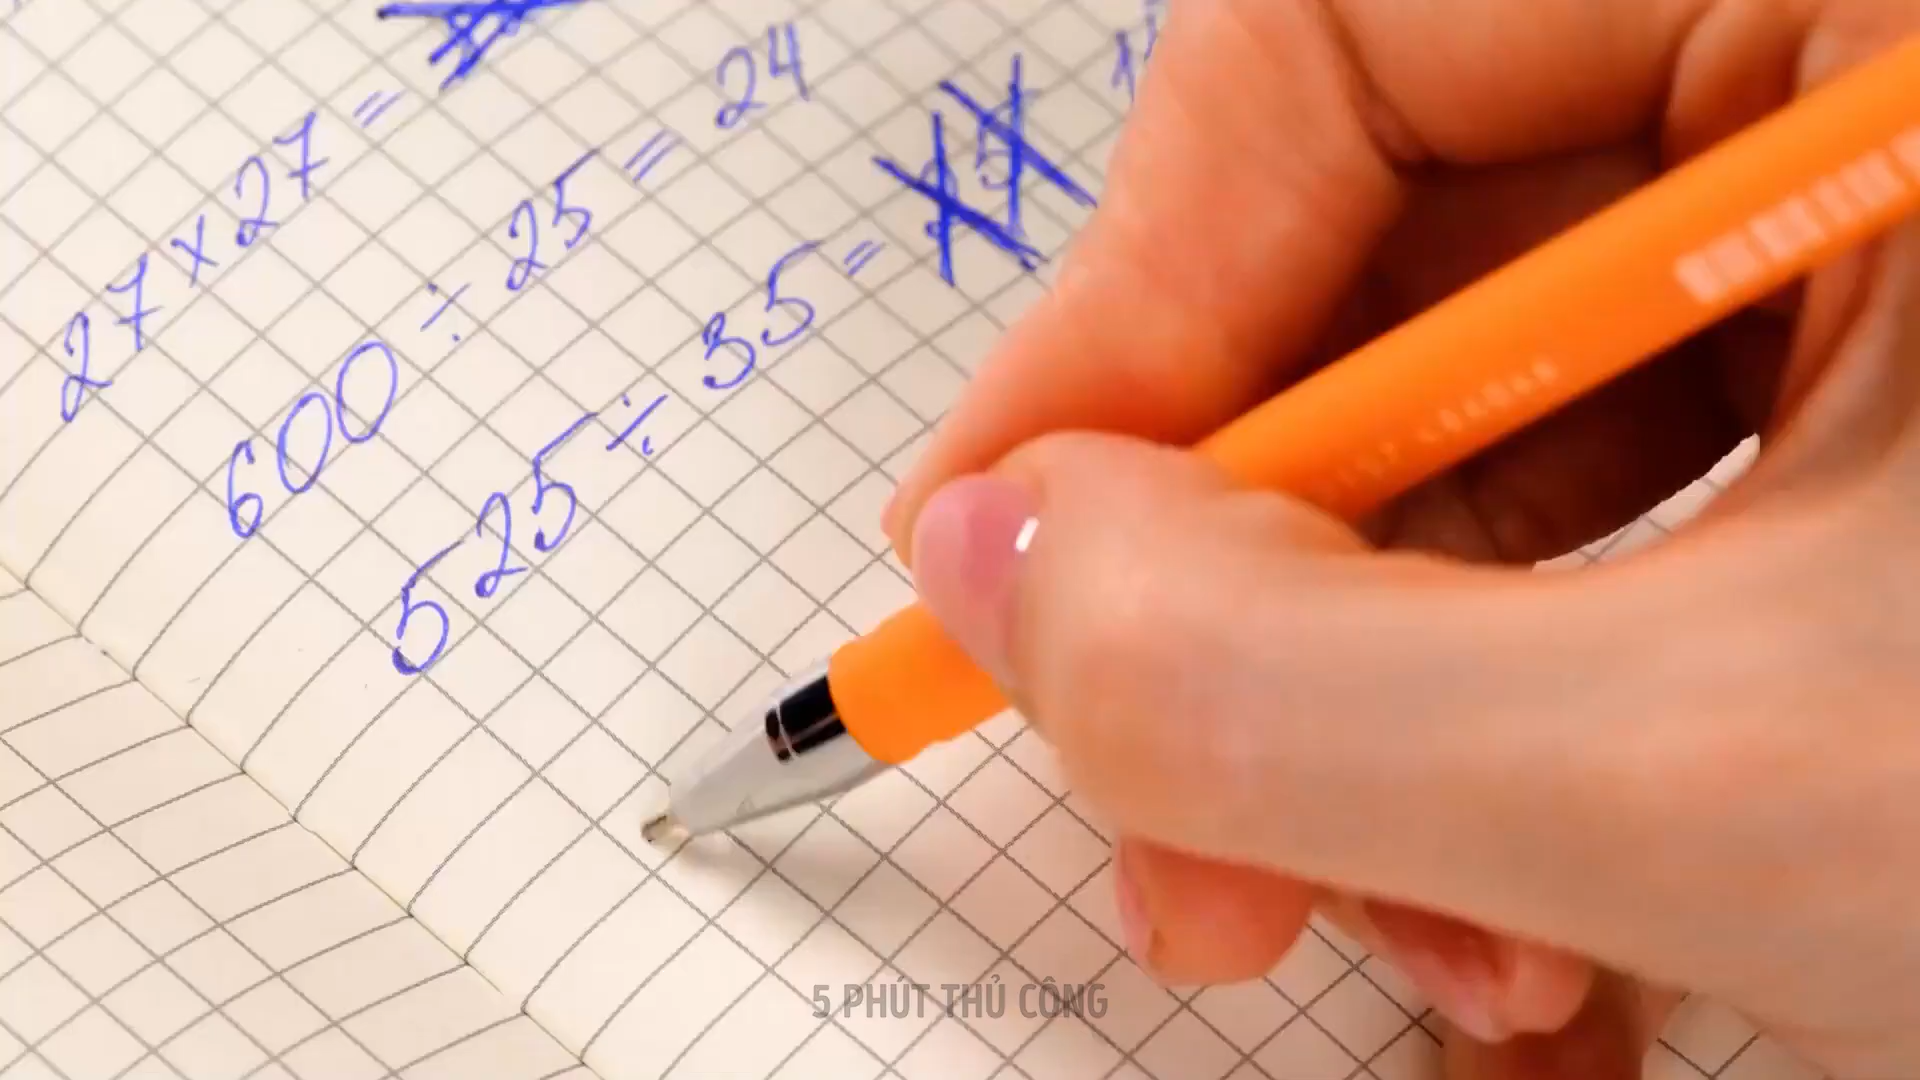 27 × 27 =
600 ÷ 25 = 24
525 ÷ 35 =
5 PHÚT THỦ CÔNG